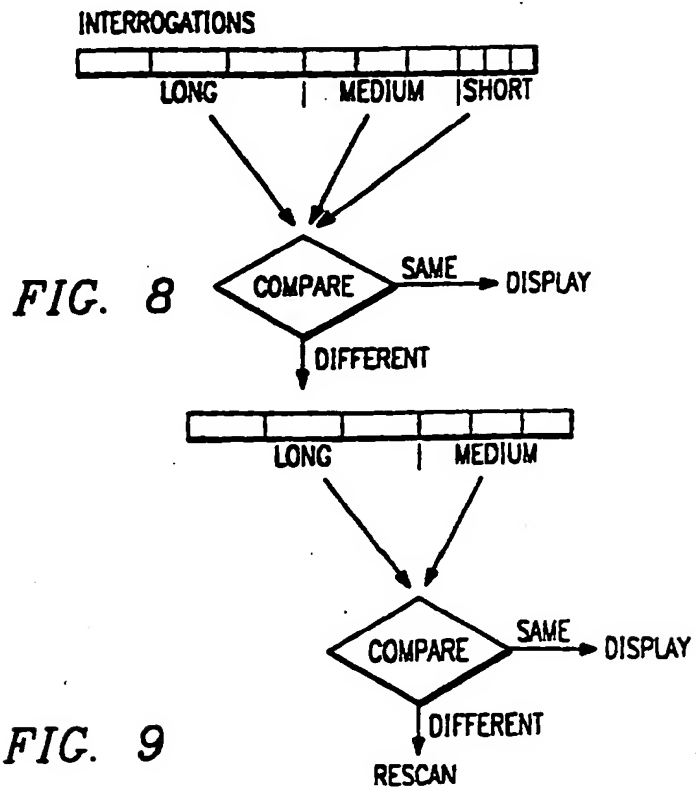 INTERROGATIONS
LONG | MEDIUM | SHORT
COMPARE
SAME
DISPLAY
FIG. 8
DIFFERENT
LONG | MEDIUM
COMPARE
SAME
DISPLAY
DIFFERENT
FIG. 9
RESCAN